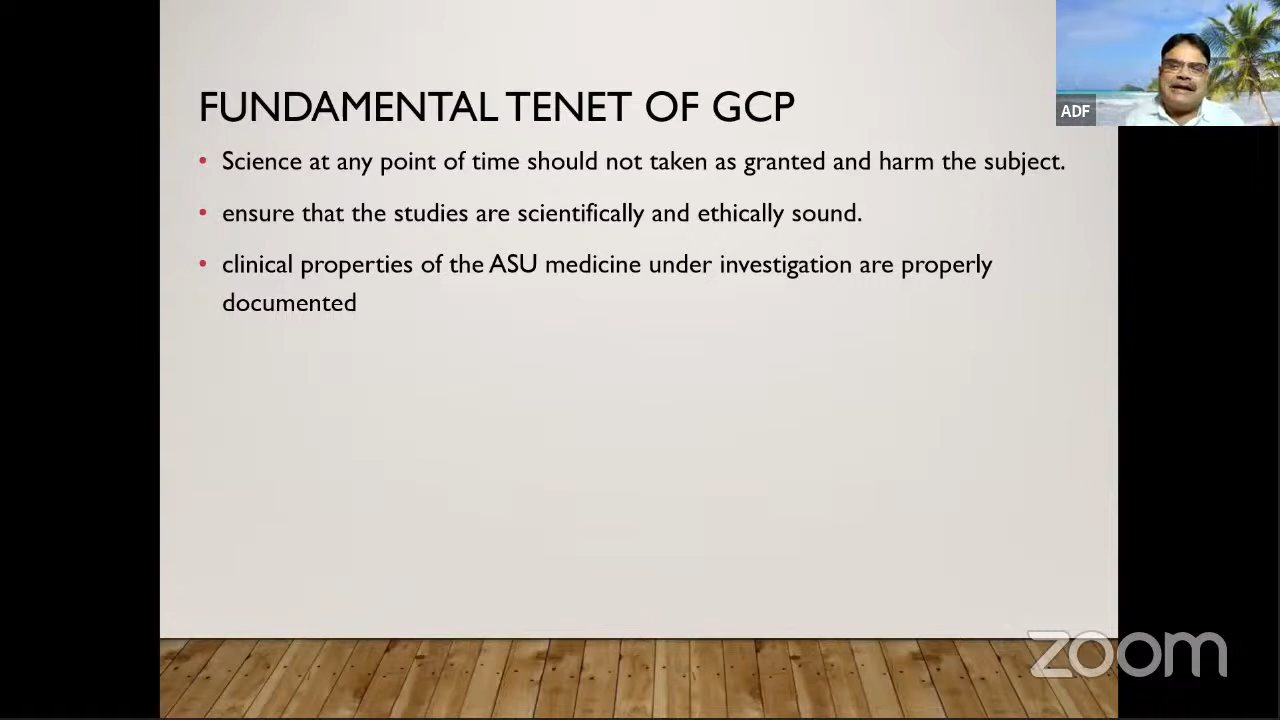 FUNDAMENTAL TENET OF GCP
• Science at any point of time should not taken as granted and harm the subject.
• ensure that the studies are scientifically and ethically sound.
• clinical properties of the ASU medicine under investigation are properly
documented
ADF
zoom